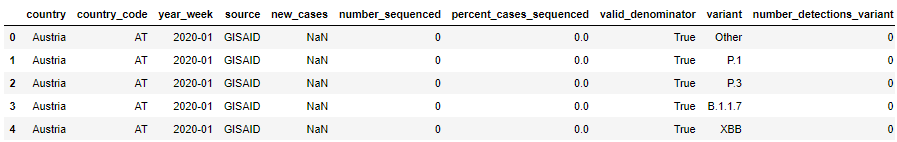 country country_code year_week source new_cases number_sequenced percent_cases_sequenced valid_denominator variant number_detections_variant
0 Austria AT 2020-01 GISAID NaN 0 0.0 True Other 0
1 Austria AT 2020-01 GISAID NaN 0 0.0 True P.1 0
2 Austria AT 2020-01 GISAID NaN 0 0.0 True P.3 0
3 Austria AT 2020-01 GISAID NaN 0 0.0 True B.1.1.7 0
4 Austria AT 2020-01 GISAID NaN 0 0.0 True XBB 0